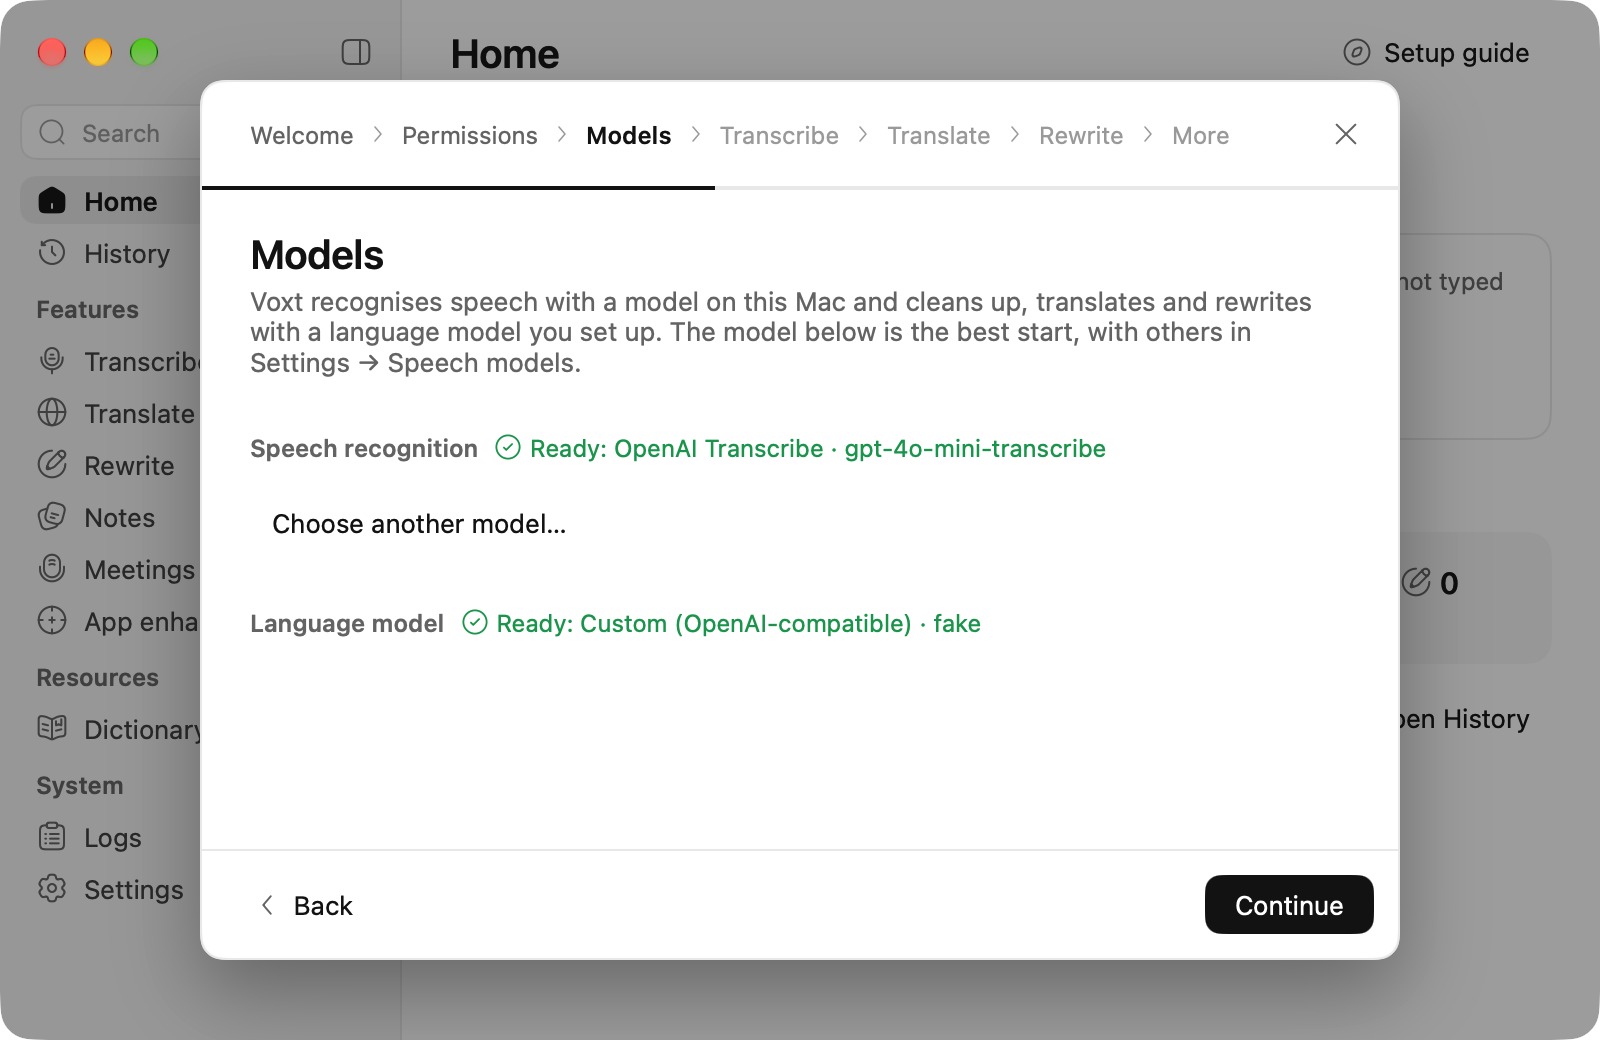 Home
Setup guide
Search
Welcome
Permissions
Models
Transcribe
Translate
Rewrite
More
Home
History
Features
Transcribe
Translate
Rewrite
Notes
Meetings
App enha
Resources
Dictionary
System
Logs
Settings
Models
Voxt recognises speech with a model on this Mac and cleans up, translates and rewrites
with a language model you set up. The model below is the best start, with others in
Settings → Speech models.
Speech recognition Ready: OpenAI Transcribe · gpt-4o-mini-transcribe
Choose another model...
Language model Ready: Custom (OpenAI-compatible) · fake
not typed
0
pen History
Back
Continue